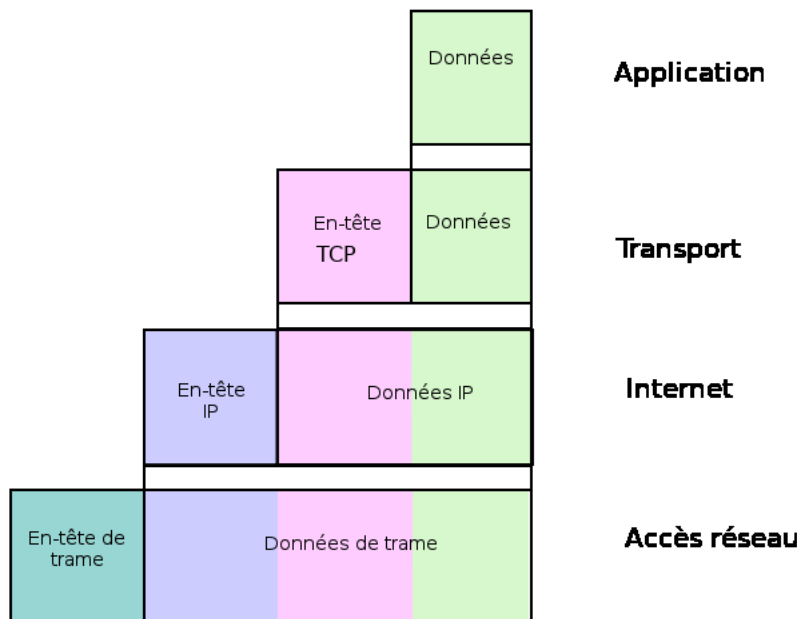 Données
Application
En-tête
TCP
Données
Transport
En-tête
IP
Données IP
Internet
En-tête de
trame
Données de trame
Accès réseau